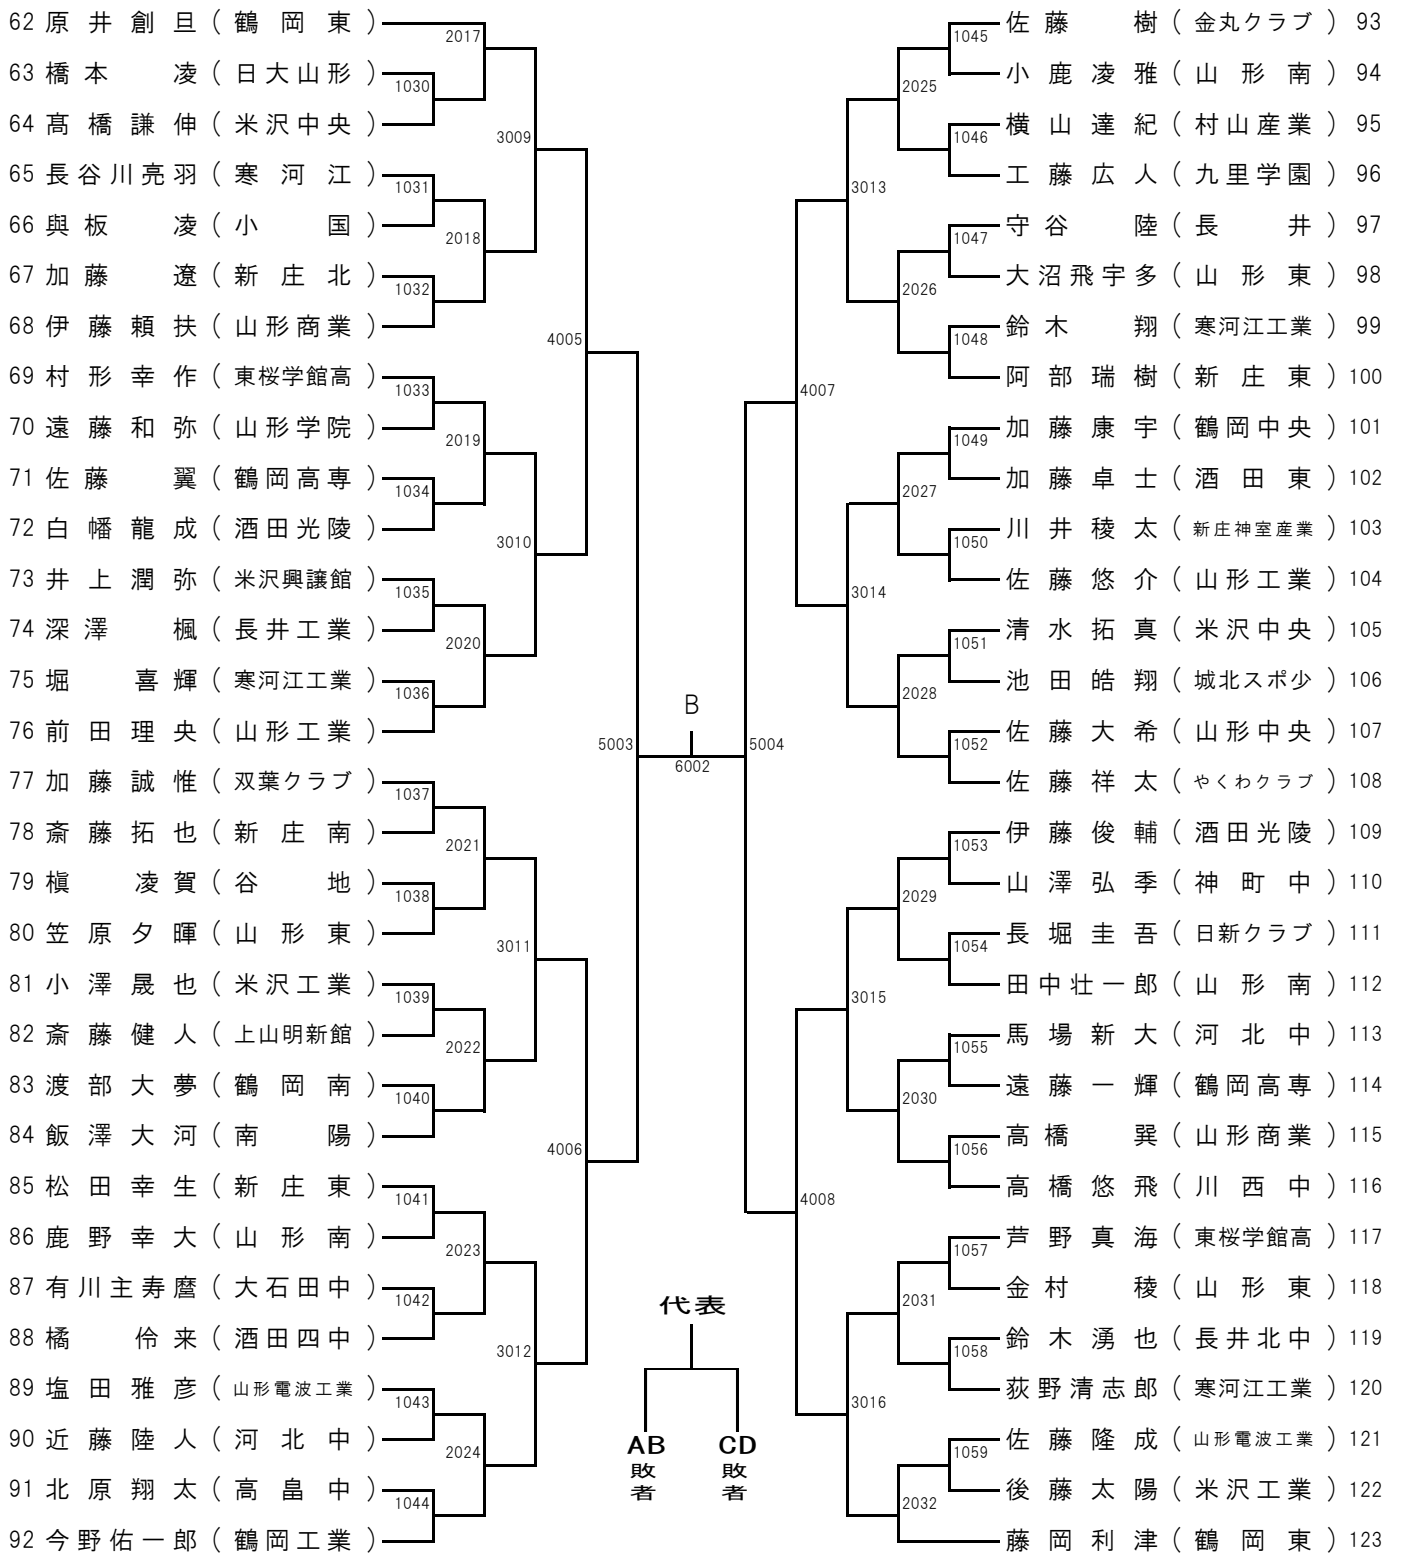 62 原井創旦 (鶴岡東)
2017
63 橋本 凌 (日大山形)
1030
64 髙橋謙伸 (米沢中央)
3009
65 長谷川亮羽 (寒河江)
1031
66 與板 凌 (小国)
2018
67 加藤 遼 (新庄北)
1032
68 伊藤頼扶 (山形商業)
4005
69 村形幸作 (東桜学館高)
1033
70 遠藤和弥 (山形学院)
2019
71 佐藤 翼 (鶴岡高専)
1034
72 白幡龍成 (酒田光陵)
3010
73 井上潤弥 (米沢興譲館)
1035
74 深澤 楓 (長井工業)
2020
75 堀 喜輝 (寒河江工業)
1036
76 前田理央 (山形工業)
5003
77 加藤誠惟 (双葉クラブ)
1037
78 斎藤拓也 (新庄南)
2021
79 槇 凌賀 (谷地)
1038
80 笠原夕暉 (山形東)
3011
81 小澤晟也 (米沢工業)
1039
82 斎藤健人 (上山明新館)
2022
83 渡部大夢 (鶴岡南)
1040
84 飯澤大河 (南陽)
4006
85 松田幸生 (新庄東)
1041
86 鹿野幸大 (山形南)
2023
87 有川主寿麿 (大石田中)
1042
88 橘 伶来 (酒田四中)
3012
89 塩田雅彦 (山形電波工業)
1043
90 近藤陸人 (河北中)
2024
91 北原翔太 (高畠中)
1044
92 今野佑一郎 (鶴岡工業)
B
6002
代表
AB
敗
者
CD
敗
者
佐藤 樹 (金丸クラブ) 93
1045
小鹿凌雅 (山形南) 94
2025
横山達紀 (村山産業) 95
1046
工藤広人 (九里学園) 96
3013
守谷 陸 (長井) 97
1047
大沼飛宇多 (山形東) 98
2026
鈴木 翔 (寒河江工業) 99
1048
阿部瑞樹 (新庄東) 100
4007
加藤康宇 (鶴岡中央) 101
1049
加藤卓士 (酒田東) 102
2027
川井稜太 (新庄神室産業) 103
1050
佐藤悠介 (山形工業) 104
3014
清水拓真 (米沢中央) 105
1051
池田皓翔 (城北スポ少) 106
2028
佐藤大希 (山形中央) 107
1052
5004
佐藤祥太 (やくわクラブ) 108
伊藤俊輔 (酒田光陵) 109
1053
山澤弘季 (神町中) 110
2029
長堀圭吾 (日新クラブ) 111
1054
田中壮一郎 (山形南) 112
3015
馬場新大 (河北中) 113
1055
遠藤一輝 (鶴岡高専) 114
2030
高橋 巽 (山形商業) 115
1056
高橋悠飛 (川西中) 116
4008
芦野真海 (東桜学館高) 117
1057
金村 稜 (山形東) 118
2031
鈴木湧也 (長井北中) 119
1058
荻野清志郎 (寒河江工業) 120
3016
佐藤隆成 (山形電波工業) 121
1059
後藤太陽 (米沢工業) 122
2032
藤岡利津 (鶴岡東) 123